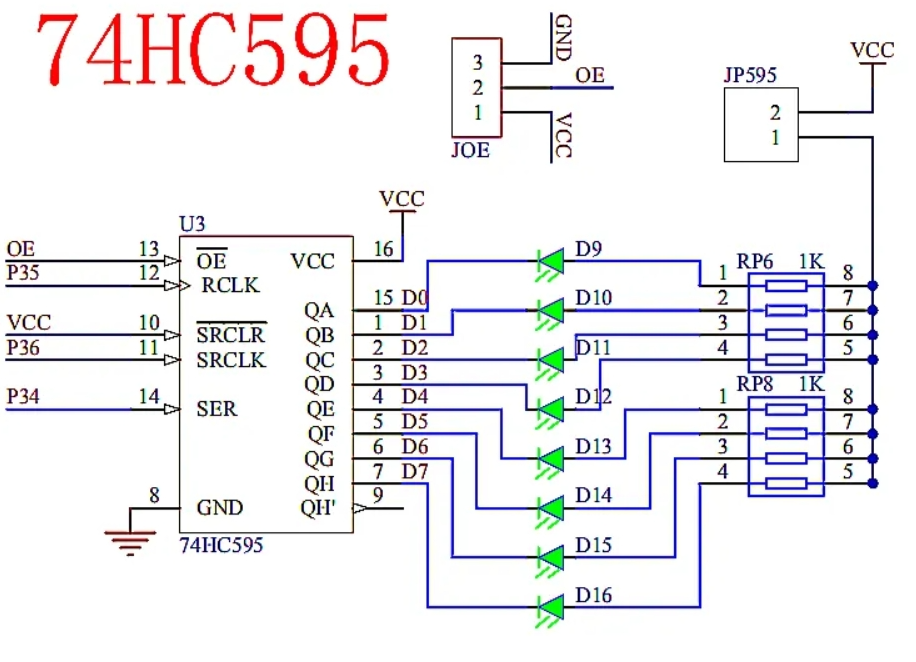 74HC595
GND
3
2
OE
1
VCC
JOE
VCC
JP595
2
1
VCC
U3
OE
13
OE
VCC
16
P35
12
RCLK
QA
15
D0
VCC
10
SRCLR
QB
1
D1
P36
11
SRCLK
QC
2
D2
QD
3
D3
P34
14
SER
QE
4
D4
QF
5
D5
QG
6
D6
QH
7
D7
8
GND
QH'
9
74HC595
D9
D10
D11
D12
D13
D14
D15
D16
RP6
1K
1
8
2
7
3
6
4
5
RP8
1K
1
8
2
7
3
6
4
5